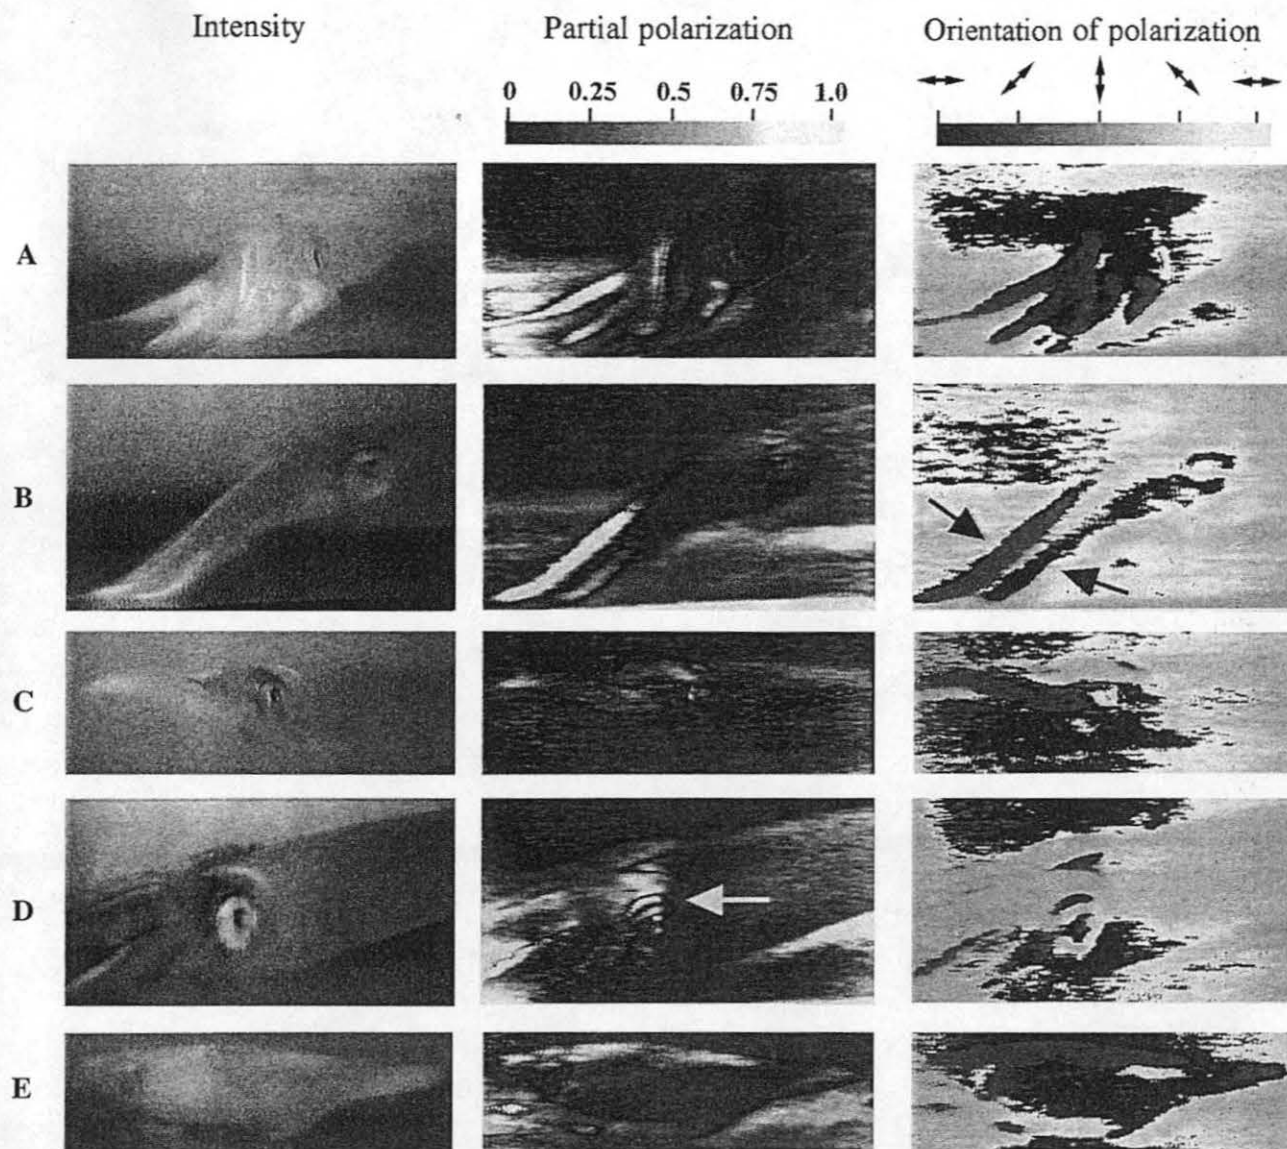 Intensity
Partial polarization
Orientation of polarization
0 0.25 0.5 0.75 1.0
A
B
C
D
E